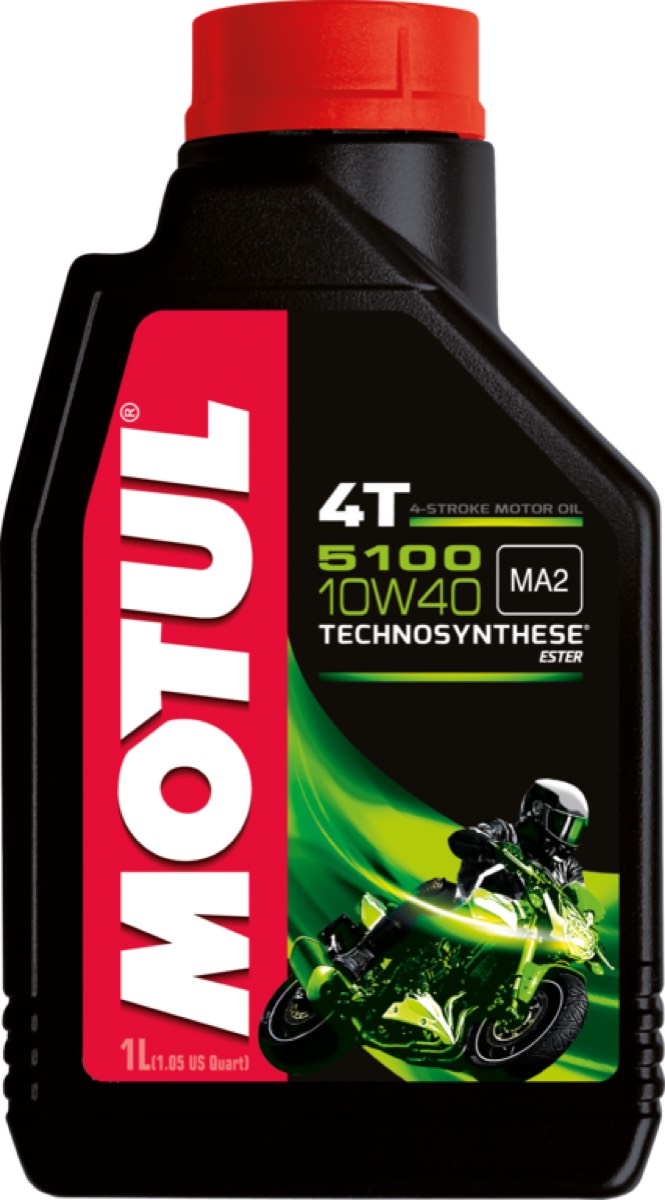 MOTUL®
4T 4-STROKE MOTOR OIL
5100
10W40 MA2
TECHNOSYNTHESE®
ESTER
1L(1.05 US Quart)